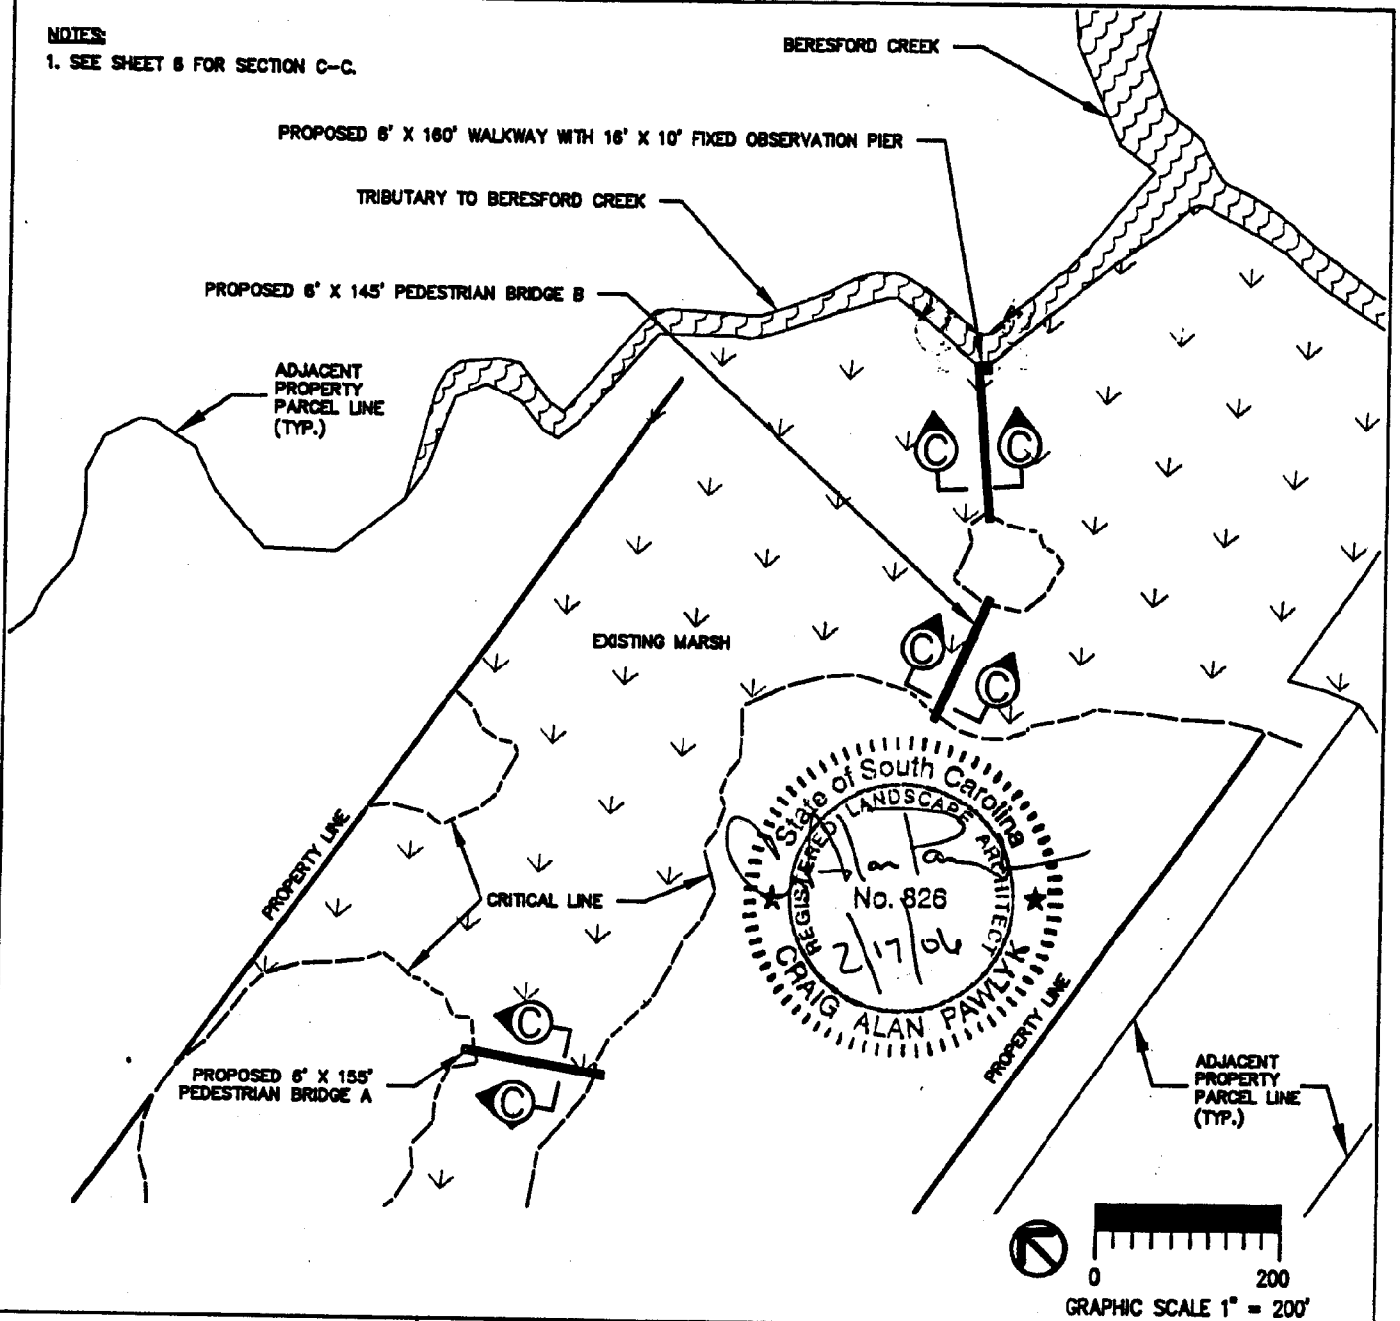 NOTES:
1. SEE SHEET 6 FOR SECTION C-C.
BERESFORD CREEK
PROPOSED 6' X 160' WALKWAY WITH 16' X 10' FIXED OBSERVATION PIER
TRIBUTARY TO BERESFORD CREEK
PROPOSED 6' X 145' PEDESTRIAN BRIDGE B
ADJACENT
PROPERTY
PARCEL LINE
(TYP.)
C
C
EXISTING MARSH
C
C
PROPERTY LINE
CRITICAL LINE
State of South Carolina
REGISTERED LANDSCAPE ARCHITECT
No. 826
2/17/06
CRAIG ALAN PAWLYK
C
C
PROPOSED 6' X 155'
PEDESTRIAN BRIDGE A
PROPERTY LINE
ADJACENT
PROPERTY
PARCEL LINE
(TYP.)
0 200
GRAPHIC SCALE 1" = 200'